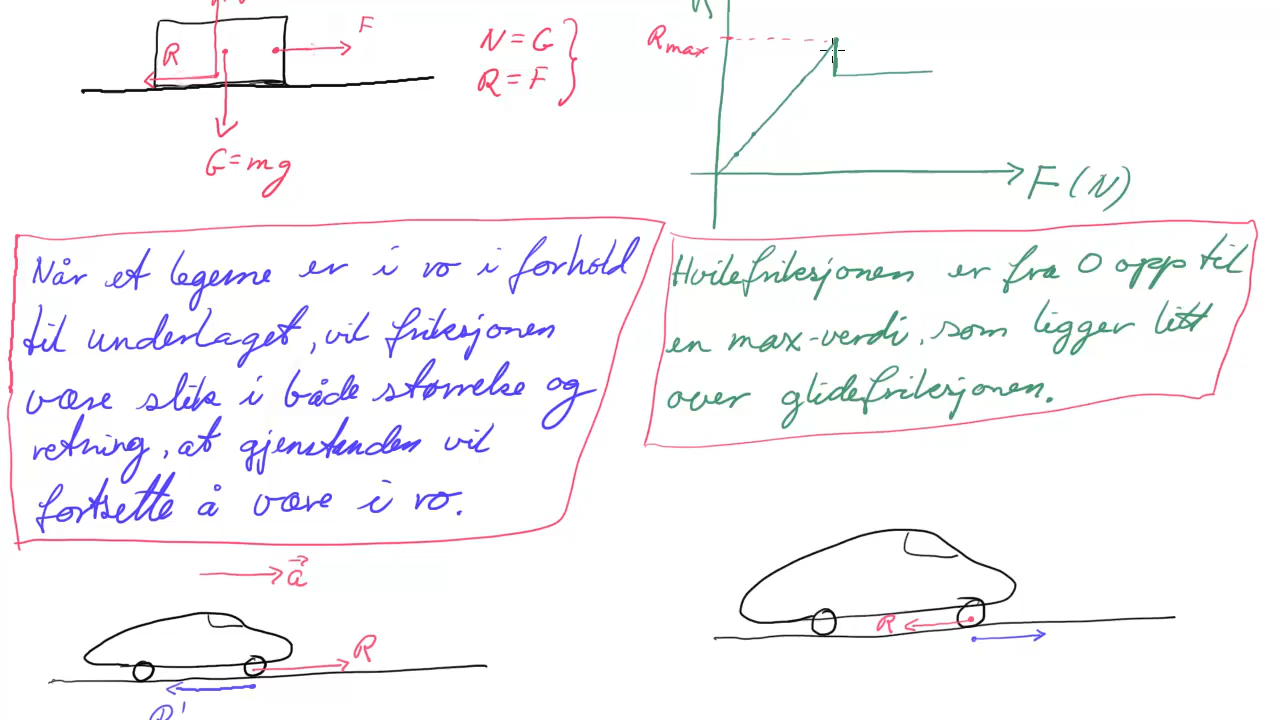 F
R
N = G
R = F
G = mg
Rmax
F (N)
Når et legeme er i ro i forhold
til underlaget, vil friksjonen
være slik i både størrelse og
retning, at gjenstanden vil
fortsette å være i ro.
Hvilefriksjonen er fra 0 opp til
en max-verdi, som ligger litt
over glidefriksjonen.
a
R
R